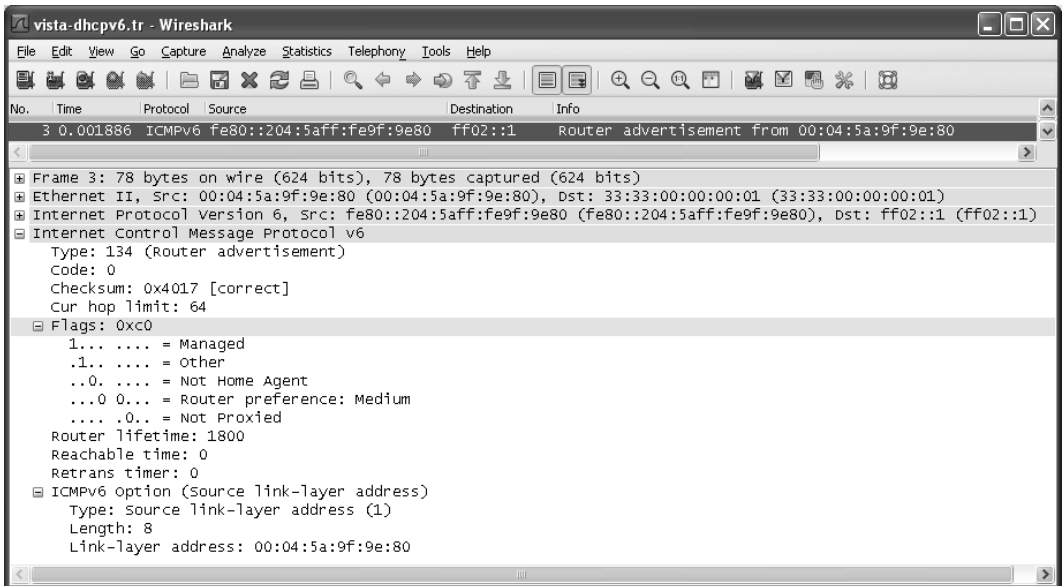 vista-dhcpv6.tr - Wireshark
File Edit View Go Capture Analyze Statistics Telephony Tools Help
No. Time Protocol Source Destination Info
3 0.001886 ICMPv6 fe80::204:5aff:fe9f:9e80 ff02::1 Router advertisement from 00:04:5a:9f:9e:80
Frame 3: 78 bytes on wire (624 bits), 78 bytes captured (624 bits)
Ethernet II, Src: 00:04:5a:9f:9e:80 (00:04:5a:9f:9e:80), Dst: 33:33:00:00:00:01 (33:33:00:00:00:01)
Internet Protocol Version 6, Src: fe80::204:5aff:fe9f:9e80 (fe80::204:5aff:fe9f:9e80), Dst: ff02::1 (ff02::1)
Internet Control Message Protocol v6
Type: 134 (Router advertisement)
Code: 0
Checksum: 0x4017 [correct]
Cur hop limit: 64
Flags: 0xc0
1... .... = Managed
.1.. .... = Other
..0. .... = Not Home Agent
...0 0... = Router preference: Medium
.... .0.. = Not Proxied
Router lifetime: 1800
Reachable time: 0
Retrans timer: 0
ICMPv6 Option (Source link-layer address)
Type: Source link-layer address (1)
Length: 8
Link-layer address: 00:04:5a:9f:9e:80